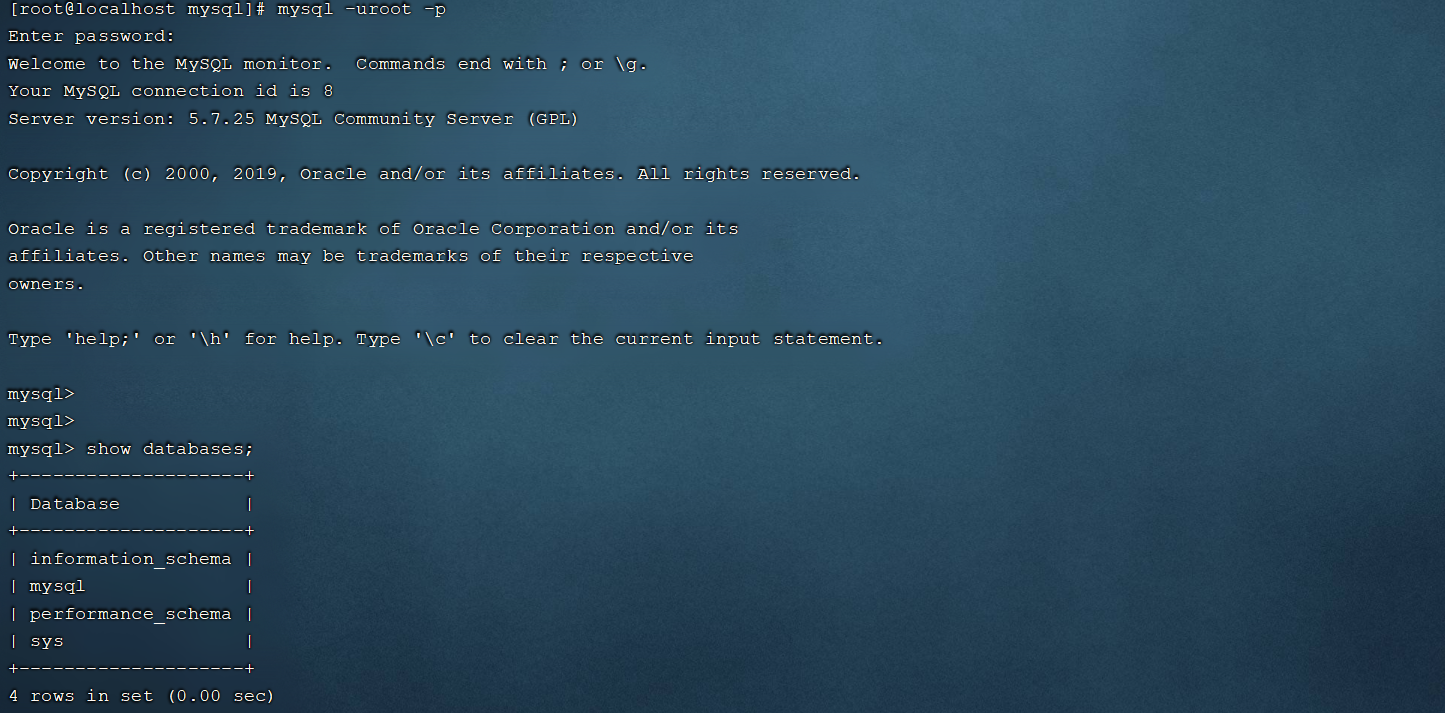 [root@localhost mysql]# mysql -uroot -p
Enter password:
Welcome to the MySQL monitor.  Commands end with ; or \g.
Your MySQL connection id is 8
Server version: 5.7.25 MySQL Community Server (GPL)
Copyright (c) 2000, 2019, Oracle and/or its affiliates. All rights reserved.
Oracle is a registered trademark of Oracle Corporation and/or its
affiliates. Other names may be trademarks of their respective
owners.
Type 'help;' or '\h' for help. Type '\c' to clear the current input statement.
mysql>
mysql>
mysql> show databases;
+--------------------+
| Database           |
+--------------------+
| information_schema |
| mysql              |
| performance_schema |
| sys                |
+--------------------+
4 rows in set (0.00 sec)